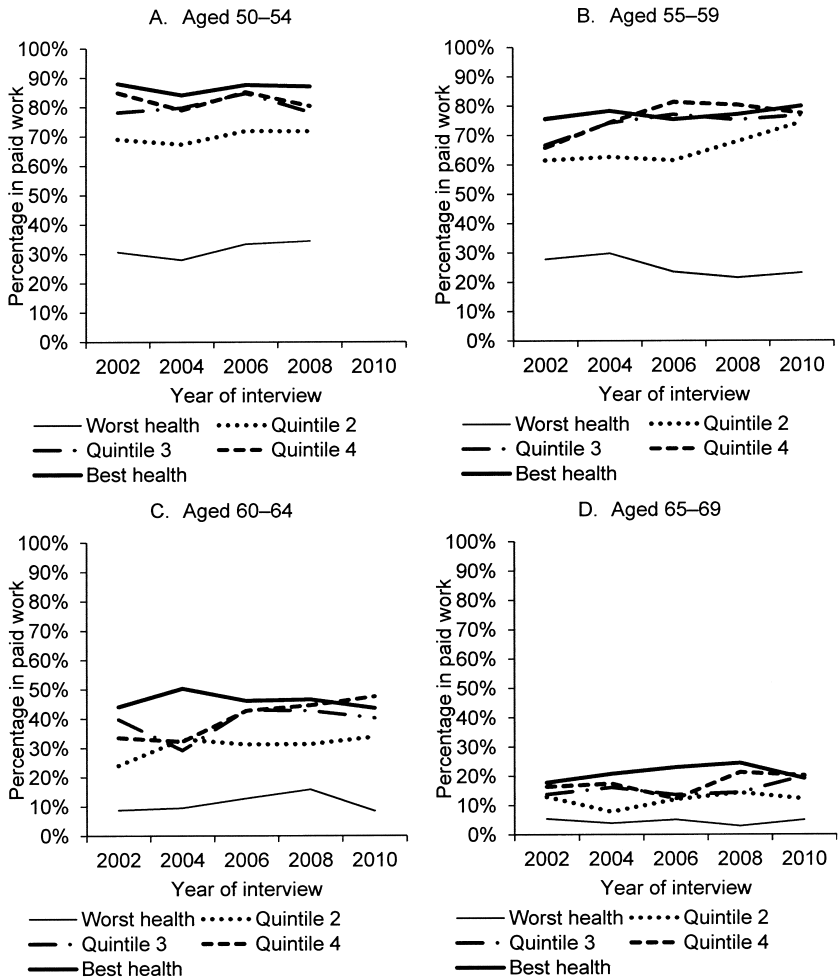 A. Aged 50–54
100%
90%
80%
70%
60%
50%
40%
30%
20%
10%
0%
Percentage in paid work
2002 2004 2006 2008 2010
Year of interview
Worst health Quintile 2
Quintile 3 Quintile 4
Best health
B. Aged 55–59
100%
90%
80%
70%
60%
50%
40%
30%
20%
10%
0%
Percentage in paid work
2002 2004 2006 2008 2010
Year of interview
Worst health Quintile 2
Quintile 3 Quintile 4
Best health
C. Aged 60–64
100%
90%
80%
70%
60%
50%
40%
30%
20%
10%
0%
Percentage in paid work
2002 2004 2006 2008 2010
Year of interview
Worst health Quintile 2
Quintile 3 Quintile 4
Best health
D. Aged 65–69
100%
90%
80%
70%
60%
50%
40%
30%
20%
10%
0%
Percentage in paid work
2002 2004 2006 2008 2010
Year of interview
Worst health Quintile 2
Quintile 3 Quintile 4
Best health